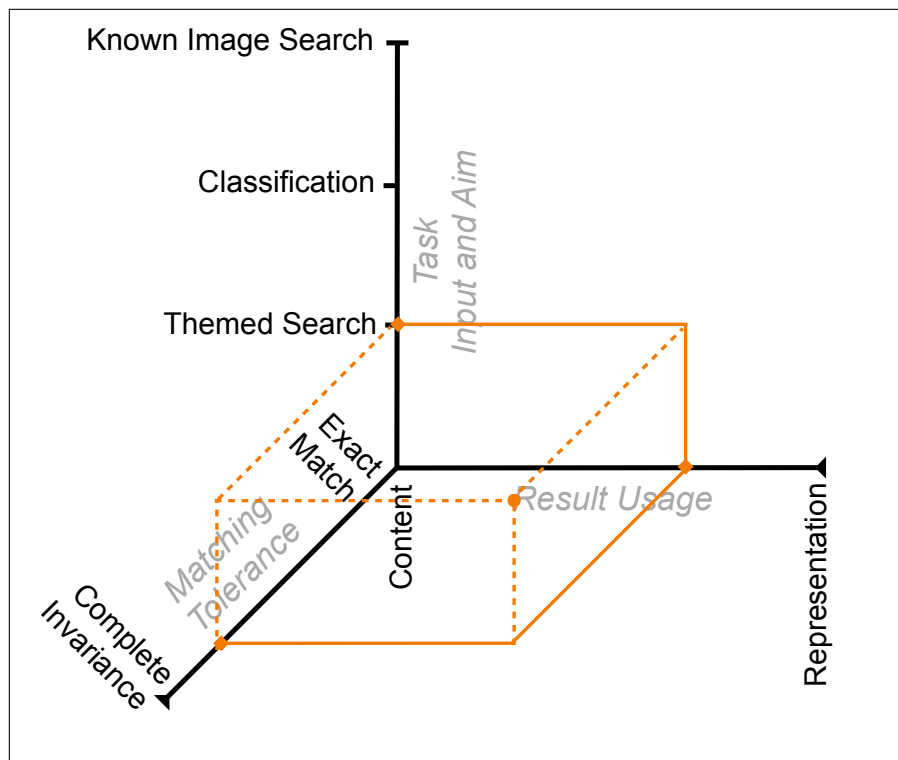 Known Image Search
Classification
Task
Input and Aim
Themed Search
Exact
Match
Result Usage
Content
Matching
Tolerance
Representation
Complete
Invariance